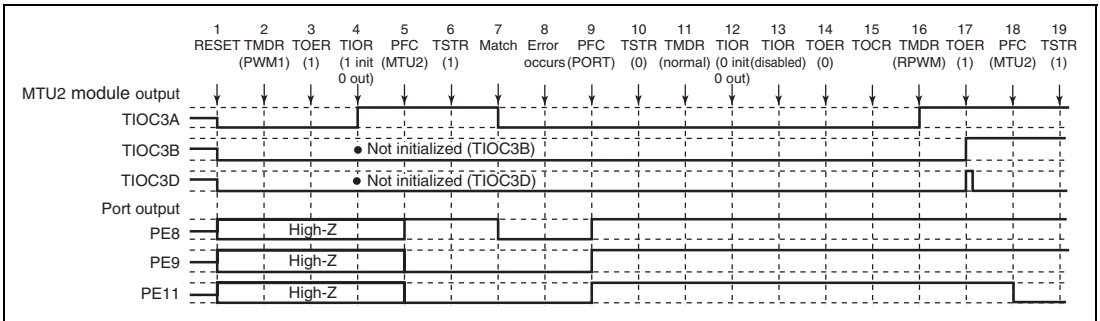 1 2 3 4 5 6 7 8 9 10 11 12 13 14 15 16 17 18 19
RESET TMDR TOER TIOR PFC TSTR Match Error PFC TSTR TMDR TIOR TIOR TOER TOCR TMDR TOER PFC TSTR
(PWM1) (1) (1 init (MTU2) (1) occurs (PORT) (0) (normal) (0 init (disabled) (0) (RPWM) (1) (MTU2) (1)
0 out) 0 out)
MTU2 module output
TIOC3A
TIOC3B • Not initialized (TIOC3B)
TIOC3D • Not initialized (TIOC3D)
Port output
PE8 High-Z
PE9 High-Z
PE11 High-Z